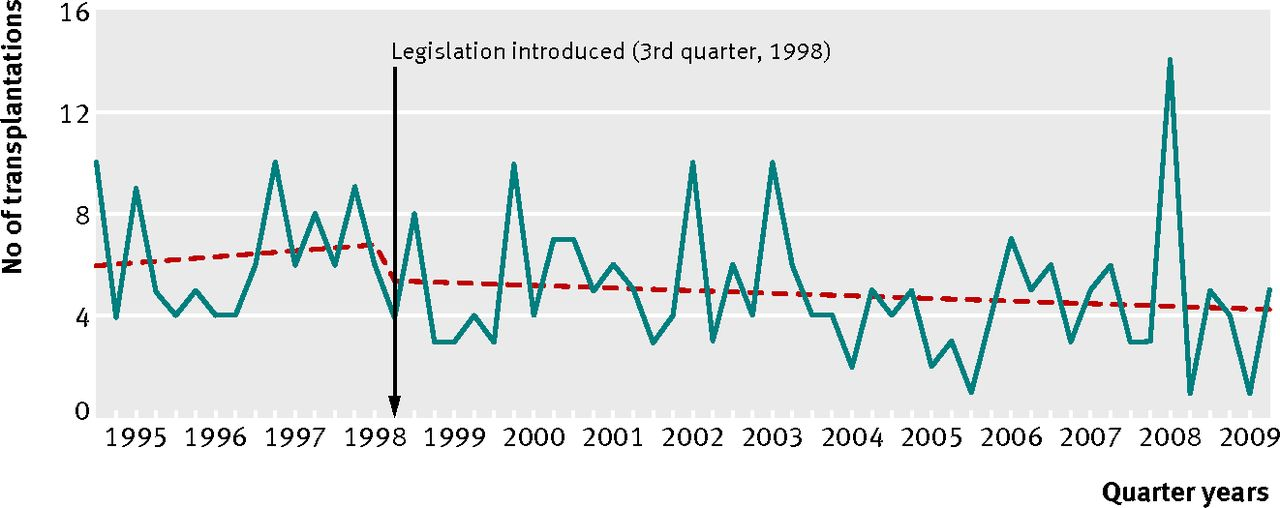 No of transplantations
16
12
8
4
0
Legislation introduced (3rd quarter, 1998)
1995 1996 1997 1998 1999 2000 2001 2002 2003 2004 2005 2006 2007 2008 2009
Quarter years